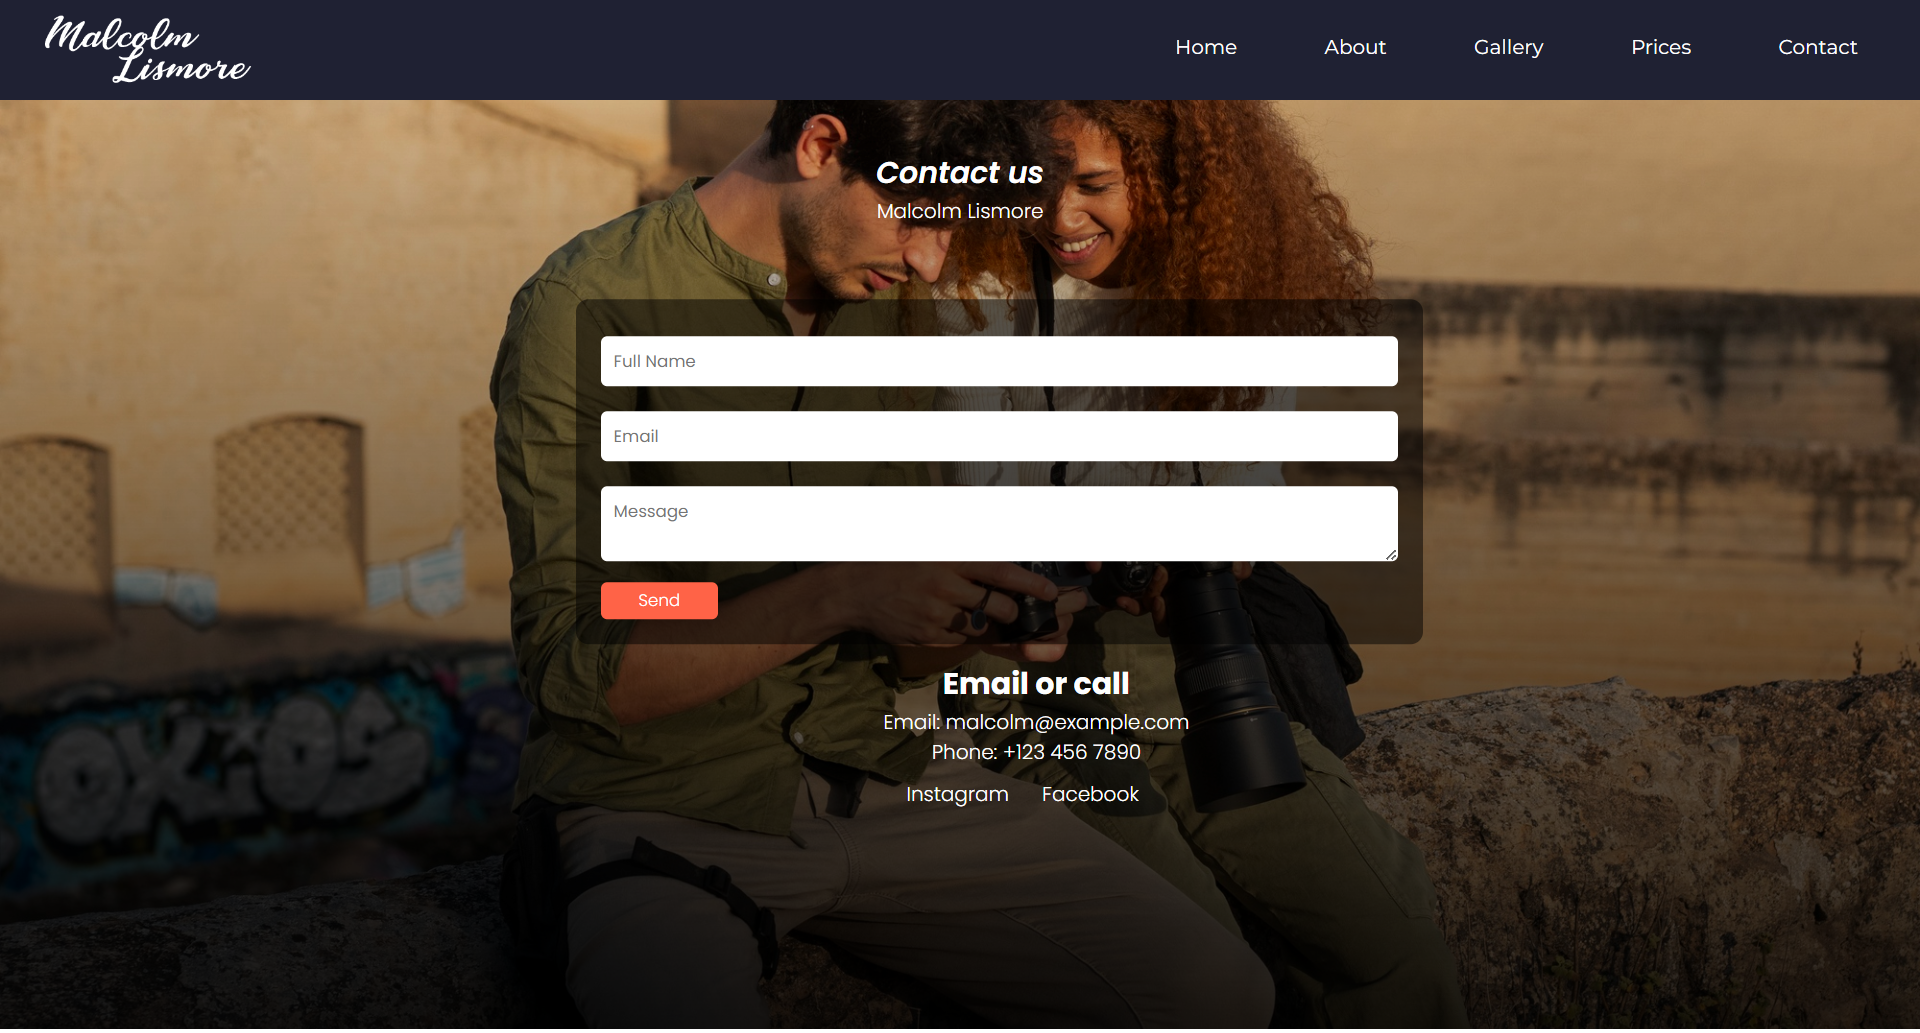 Malcolm
Lismore
Home About Gallery Prices Contact
Contact us
Malcolm Lismore
Full Name
Email
Message
Send
Email or call
Email: malcolm@example.com
Phone: +123 456 7890
Instagram Facebook